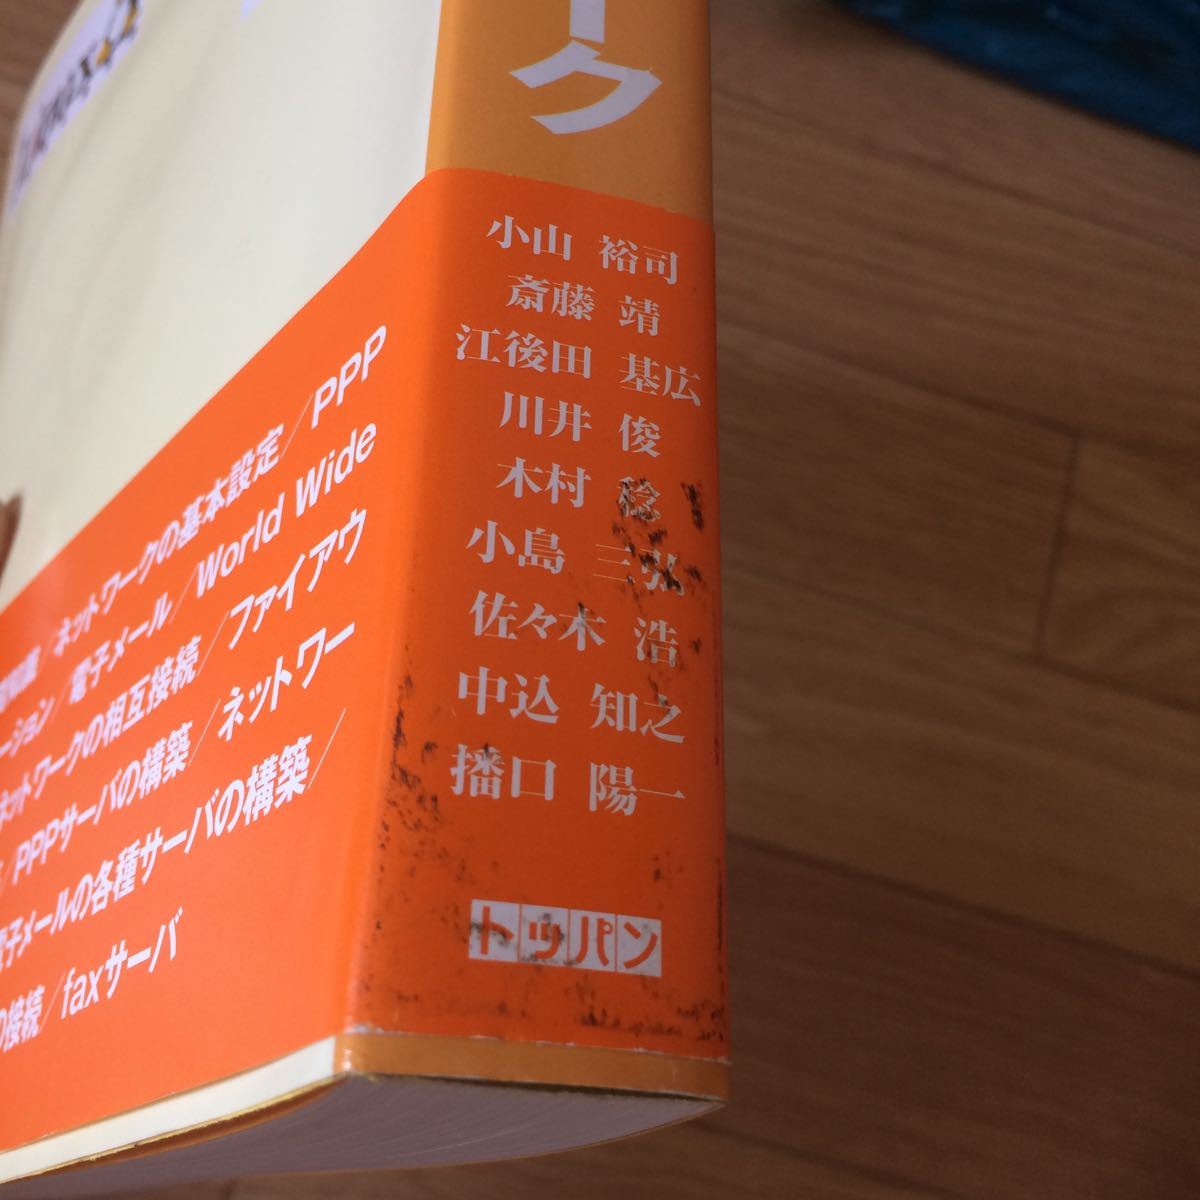 ーク
小山 裕司
斎藤 靖
江後田 基広
川井 俊
木村 稔
小島 三弘
佐々木 浩
中込 知之
播口 陽一
トッパン
/ネットワークの基本設定/PPP
ーション/電子メール/World Wide
ネットワークの相互接続/ファイアウ
/PPPサーバの構築/ネットワー
電子メールの各種サーバの構築/
の接続/faxサーバ